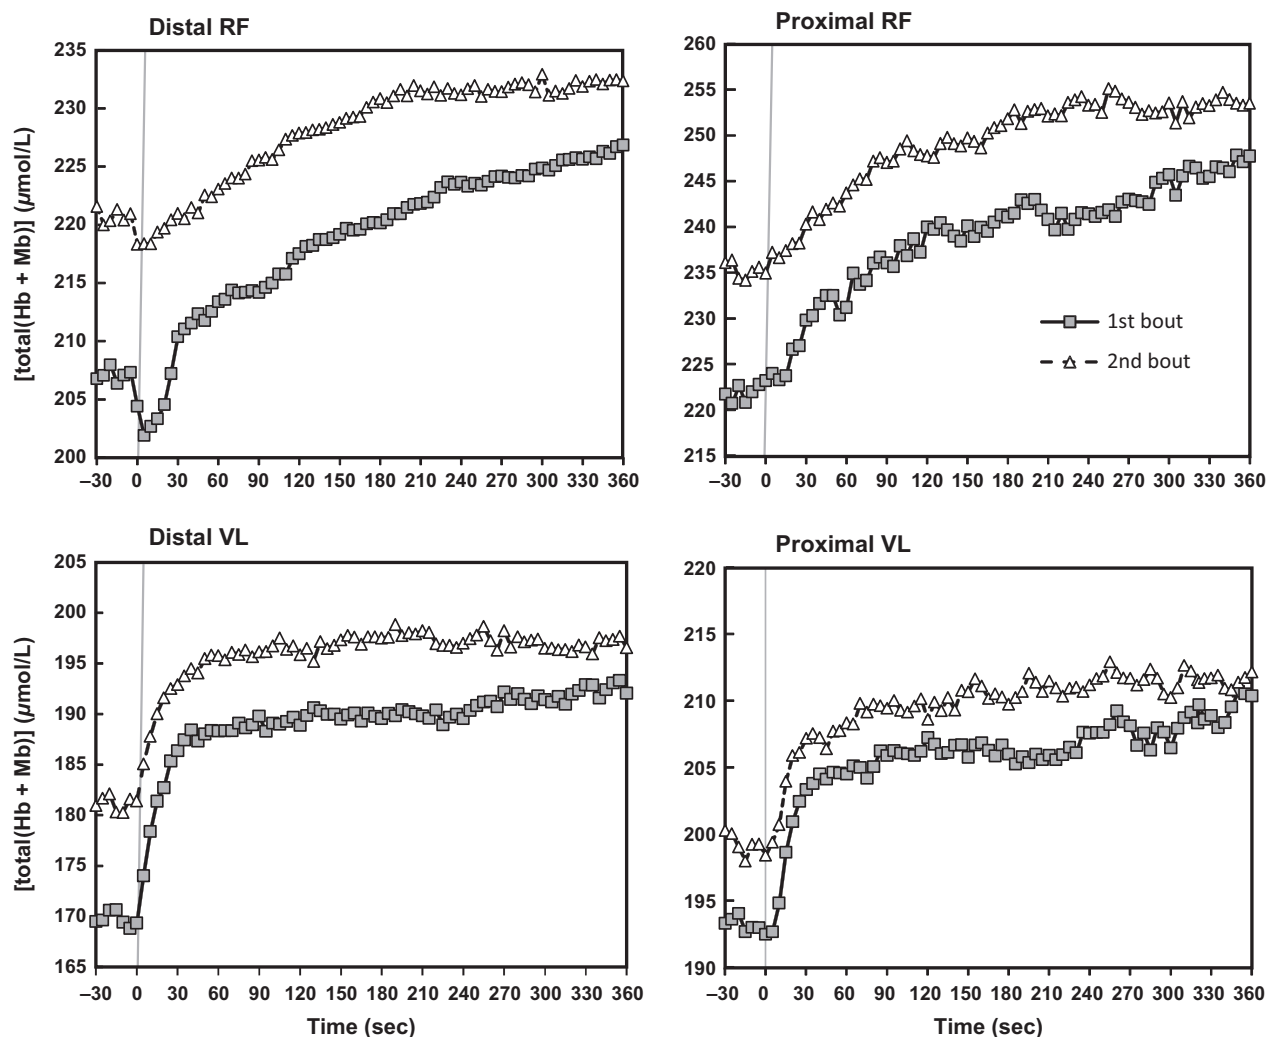 Distal RF
Proximal RF
[total(Hb + Mb)] (µmol/L)
235
230
225
220
215
210
205
200
–30 0 30 60 90 120 150 180 210 240 270 300 330 360
260
255
250
245
240
235
230
225
220
215
–30 0 30 60 90 120 150 180 210 240 270 300 330 360
1st bout
2nd bout
Distal VL
Proximal VL
[total(Hb + Mb)] (µmol/L)
205
200
195
190
185
180
175
170
165
–30 0 30 60 90 120 150 180 210 240 270 300 330 360
Time (sec)
220
215
210
205
200
195
190
–30 0 30 60 90 120 150 180 210 240 270 300 330 360
Time (sec)